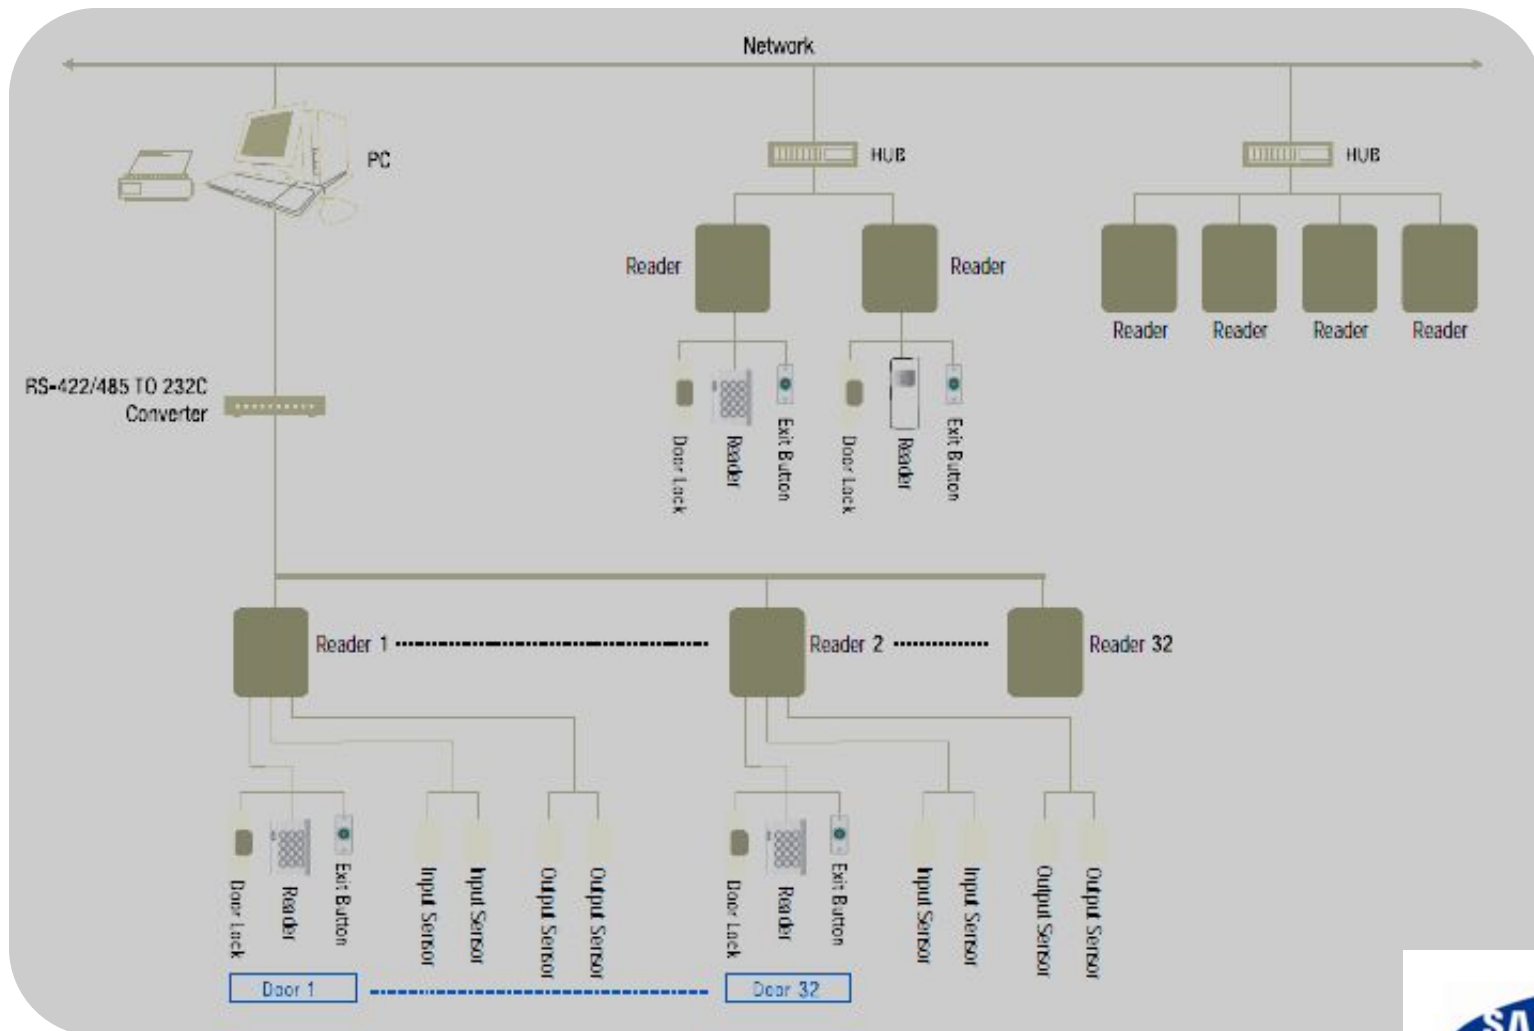 Network
PC
HUB
HUB
Reader
Reader
Reader
Reader
Reader
Reader
RS-422/485 TO 232C
Converter
Door Lock
Reader
Exit Button
Door Lock
Reader
Exit Button
Reader 1
Reader 2
Reader 32
Door Lock
Reader
Exit Button
Input Sensor
Input Sensor
Output Sensor
Output Sensor
Door Lock
Reader
Exit Button
Input Sensor
Input Sensor
Output Sensor
Output Sensor
Door 1
Door 32
SA